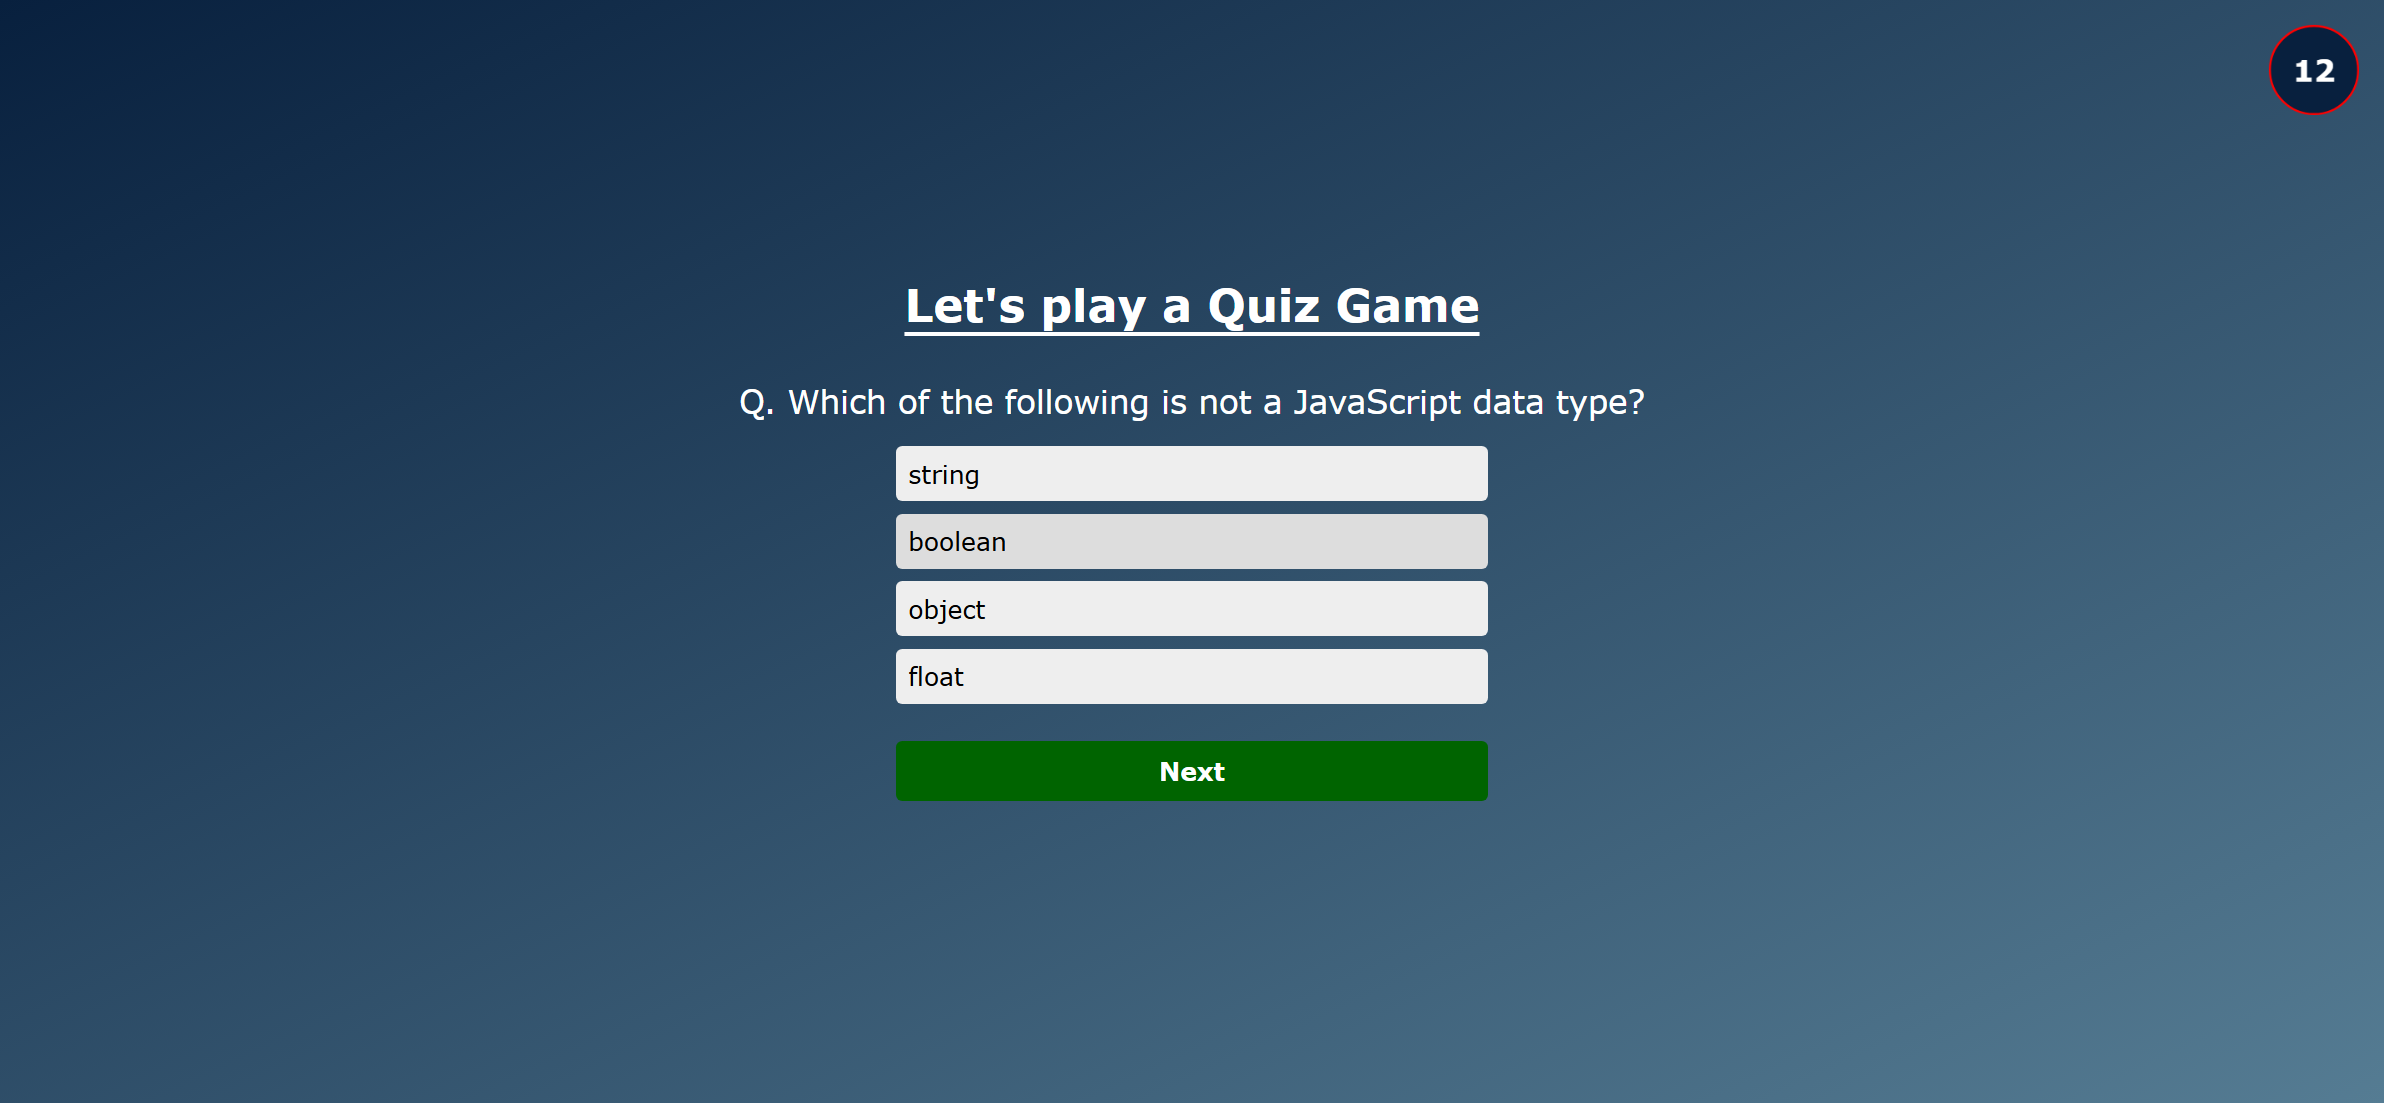 12
Let's play a Quiz Game
Q. Which of the following is not a JavaScript data type?
string
boolean
object
float
Next